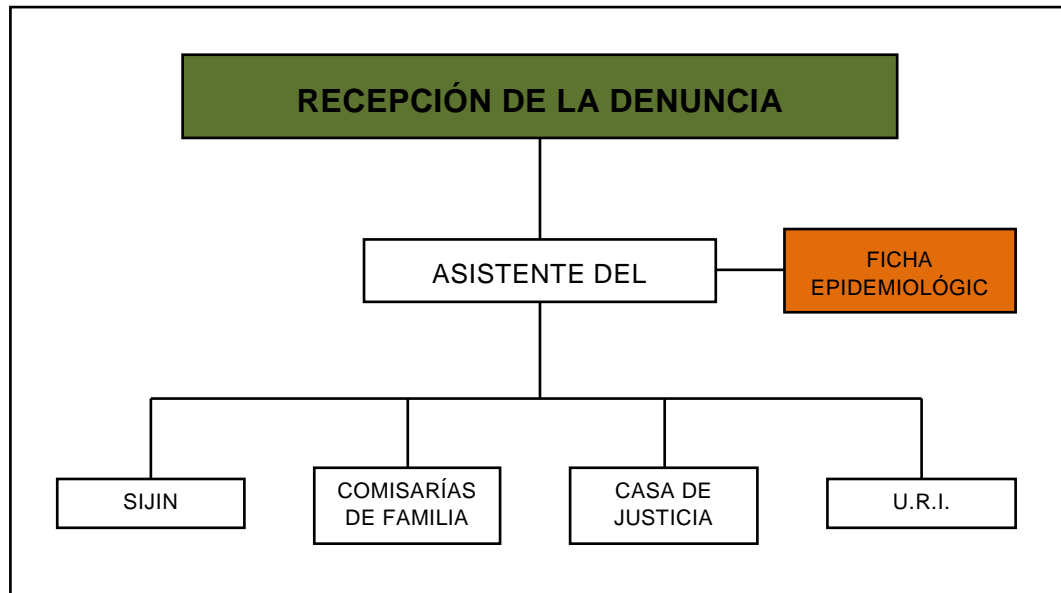 RECEPCIÓN DE LA DENUNCIA
ASISTENTE DEL
FICHA
EPIDEMIOLÓGIC
SIJIN
COMISARÍAS
DE FAMILIA
CASA DE
JUSTICIA
U.R.I.